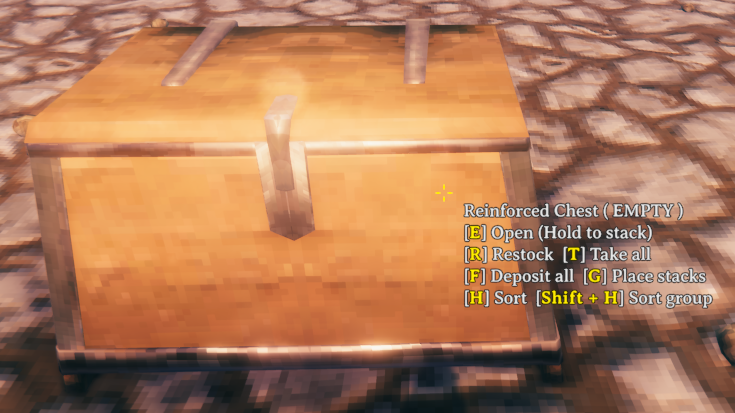 Reinforced Chest ( EMPTY )
[E] Open (Hold to stack)
[R] Restock [T] Take all
[F] Deposit all [G] Place stacks
[H] Sort [Shift + H] Sort group